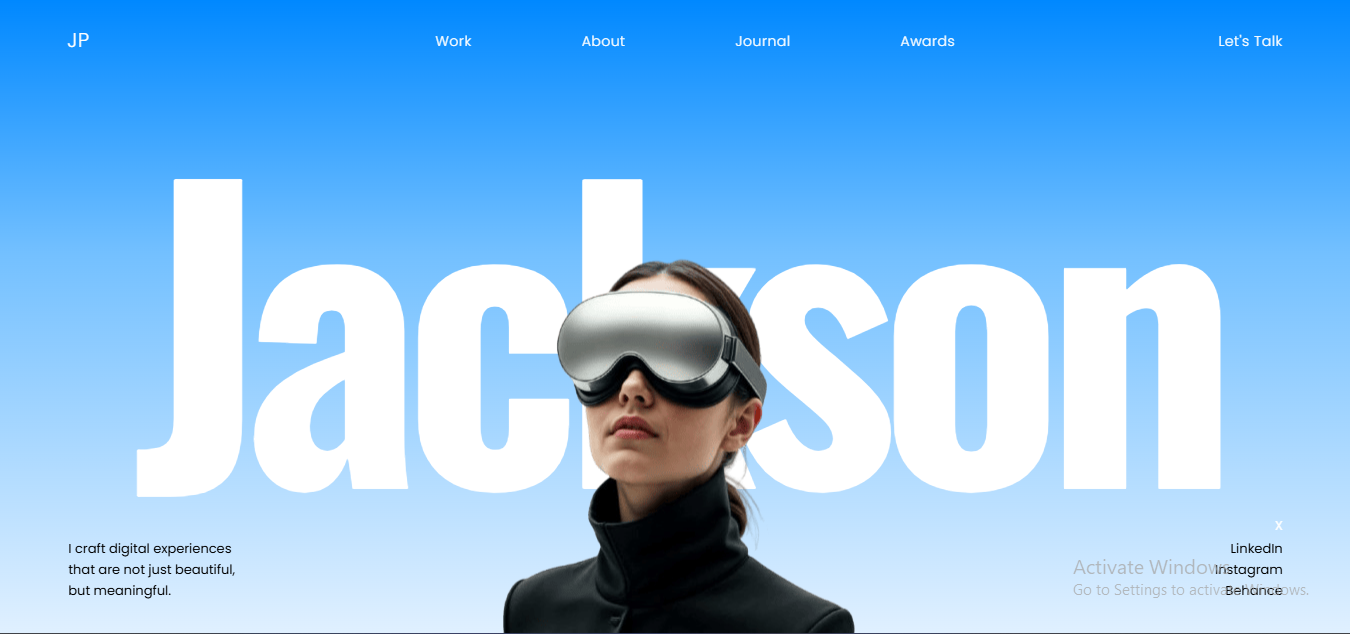 JP
Work
About
Journal
Awards
Let's Talk
Jackson
I craft digital experiences
that are not just beautiful,
but meaningful.
X
LinkedIn
Instagram
Behance
Activate Windows
Go to Settings to activate Windows.